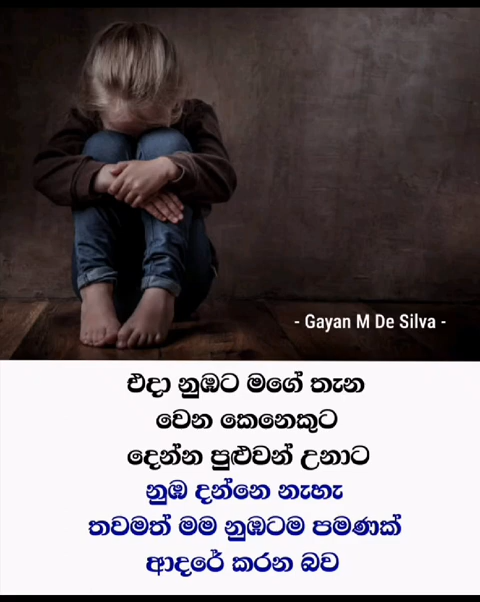 - Gayan M De Silva -
එදා නුඹට මගේ තැන
වෙන කෙනෙකුට
දෙන්න පුළුවන් උනාට
නුඹ දන්නෙ නැහැ
තවමත් මම නුඹටම පමණක්
ආදරේ කරන බව